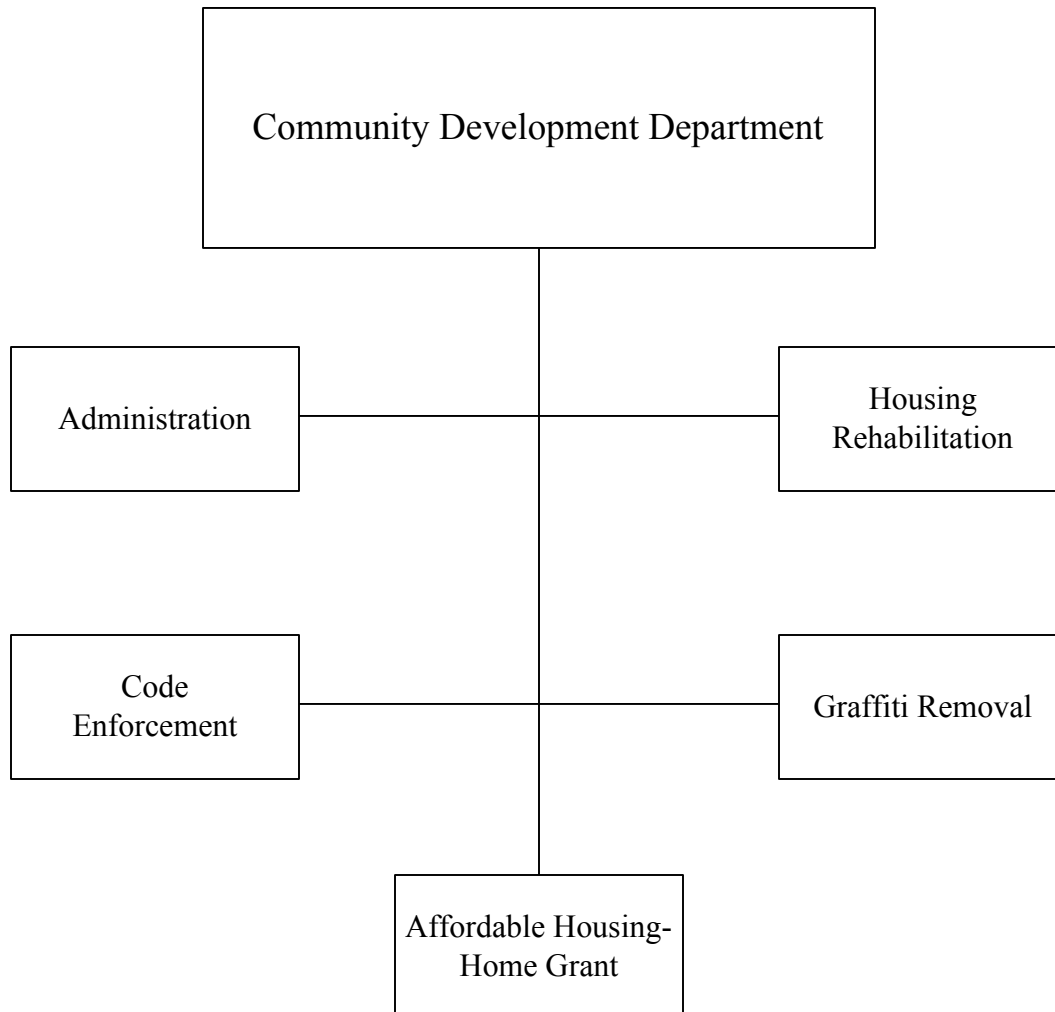 Community Development Department
Administration
Housing
Rehabilitation
Code
Enforcement
Graffiti Removal
Affordable Housing-
Home Grant